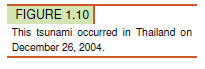 FIGURE 1.10
This tsunami occurred in Thailand on
December 26, 2004.